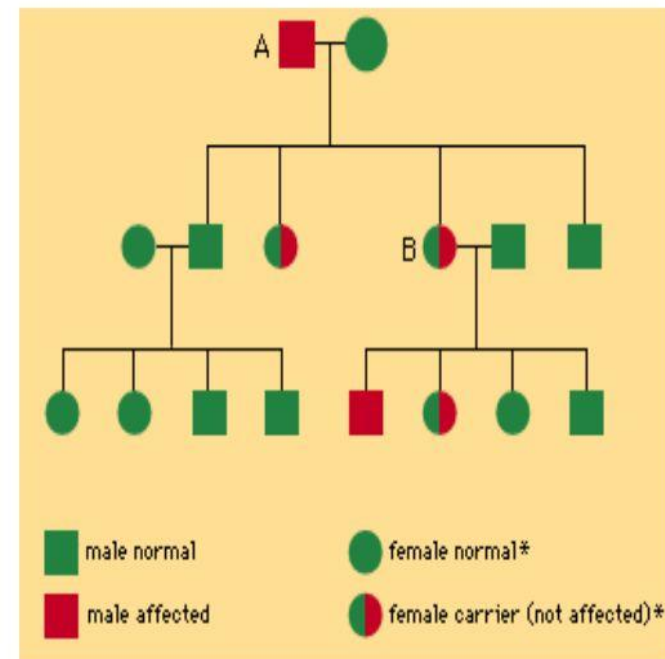 A
B
male normal
female normal*
male affected
female carrier (not affected)*